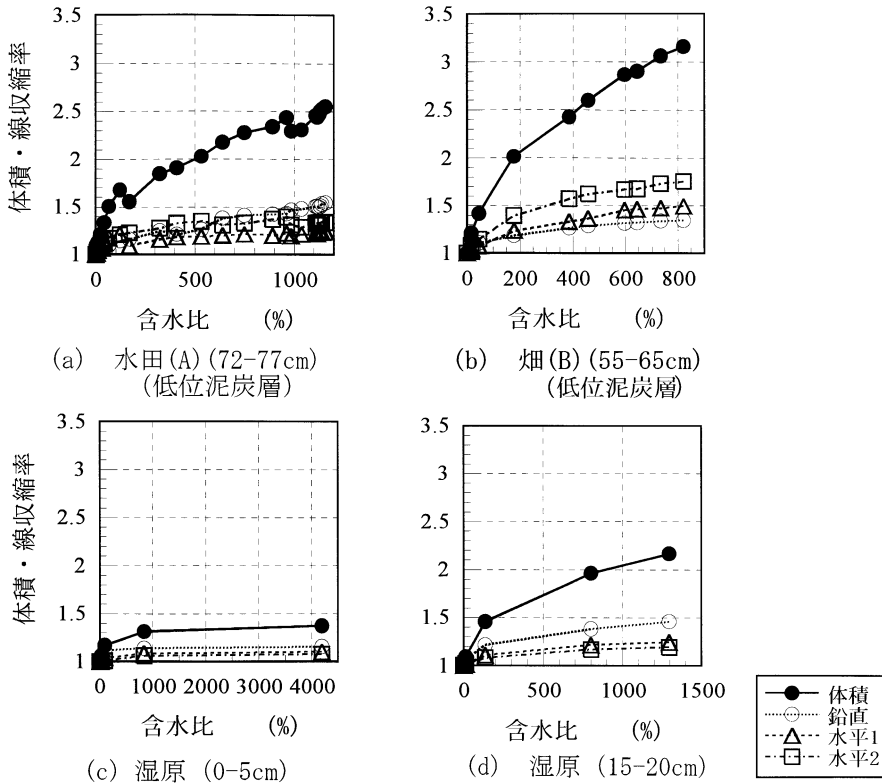 体積・線収縮率
3.5
3
2.5
2
1.5
1
0 500 1000
含水比 (%)
(a) 水田(A)(72-77cm)
(低位泥炭層)
3.5
3
2.5
2
1.5
1
0 200 400 600 800
含水比 (%)
(b) 畑(B)(55-65cm)
(低位泥炭層)
体積・線収縮率
3.5
3
2.5
2
1.5
1
0 1000 2000 3000 4000
含水比 (%)
(c) 湿原 (0-5cm)
3.5
3
2.5
2
1.5
1
0 500 1000 1500
含水比 (%)
(d) 湿原 (15-20cm)
体積
鉛直
水平1
水平2